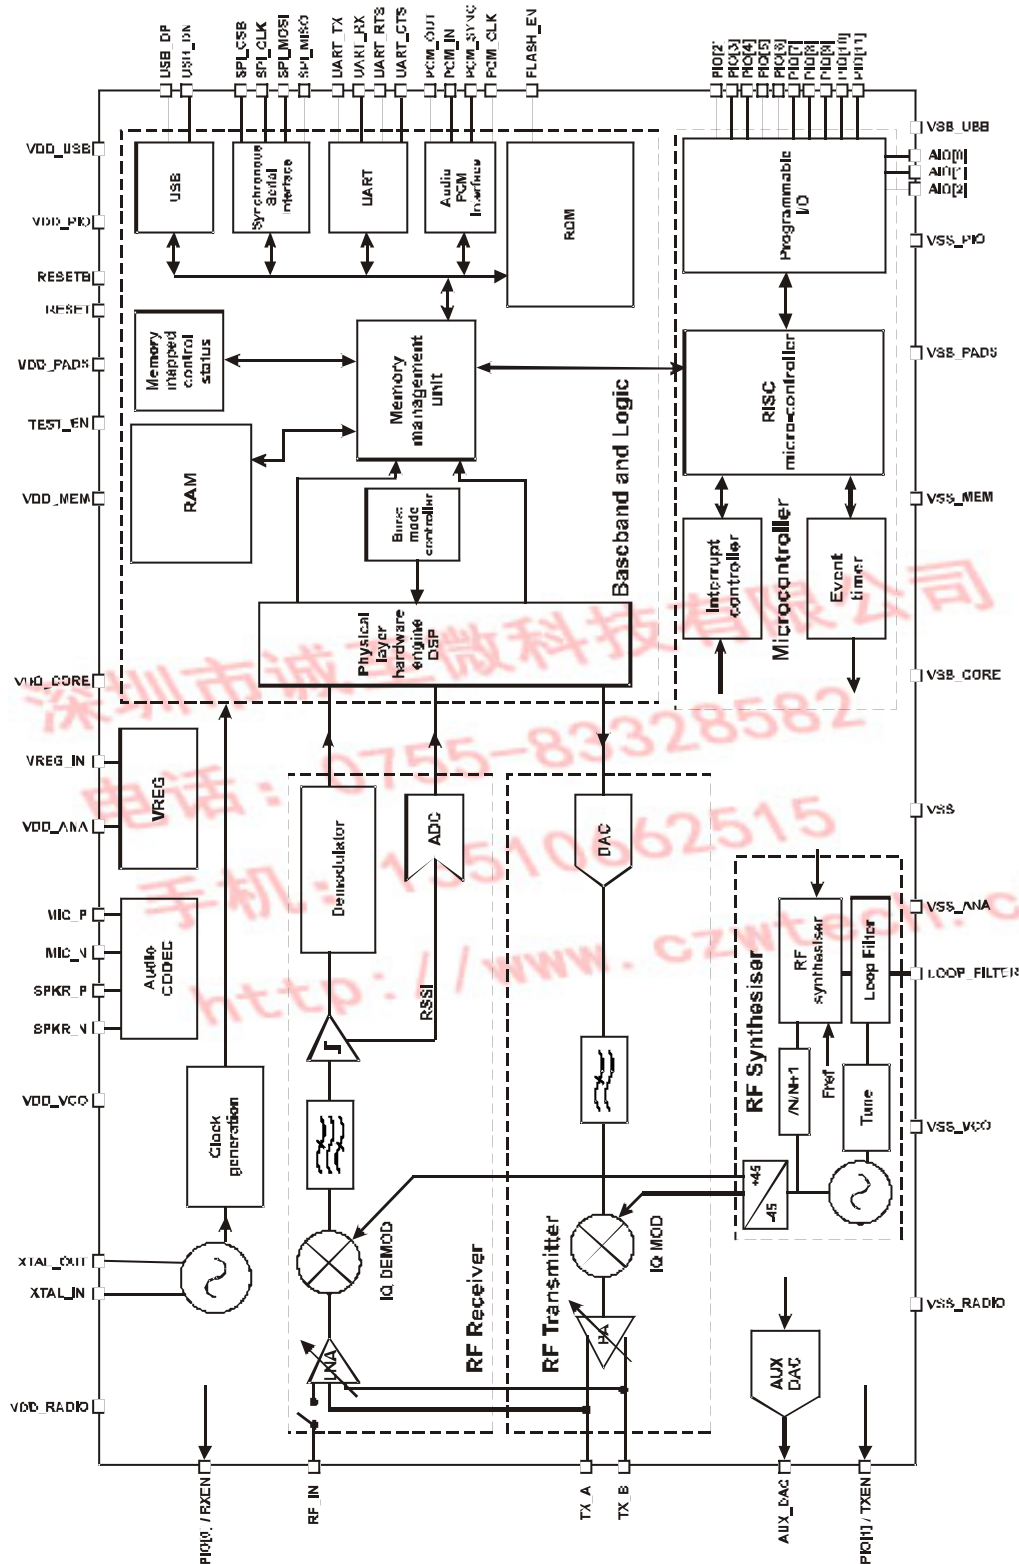 USB_DP
USB_DN
SPI_CSB
SPI_CLK
SPI_MOSI
SPI_MISO
UART_TX
UART_RX
UART_RTS
UART_CTS
PCM_OUT
PCM_IN
PCM_SYNC
PCM_CLK
FLASH_EN
PIO[2]
PIO[3]
PIO[4]
PIO[5]
PIO[6]
PIO[7]
PIO[8]
PIO[9]
PIO[10]
PIO[11]
VDD_USB
VDD_PIO
RESETB
RESET
VDD_PADS
TEST_EN
VDD_MEM
VDD_CORE
VREG_IN
VDD_ANA
MIC_P
MIC_N
SPKR_P
SPKR_N
VDD_VCO
XTAL_OUT
XTAL_IN
VDD_RADIO
USB
Synchronous
Serial
Interface
UART
Audio
PCM
Interface
ROM
Memory
mapped
control
status
Memory
management
unit
RAM
Burst
mode
controller
Physical
layer
hardware
engine
DSP
Baseband and Logic
Programmable
I/O
RISC
micro-controller
Interrupt
controller
Event
timer
Microcontroller
VREG
Audio
CODEC
Clock
generation
Demodulator
ADC
RSSI
IQ DEMOD
LNA
RF Receiver
DAC
IQ MOD
PA
RF Transmitter
RF Synthesiser
RF
synthesiser
Loop Filter
/N/N+1
Fref
Tune
+45
-45
AUX
DAC
VSS_USB
AIO[0]
AIO[1]
AIO[2]
VSS_PIO
VSS_PADS
VSS_MEM
VSS_CORE
VSS
VSS_ANA
LOOP_FILTER
VSS_VCO
VSS_RADIO
PIO[0] / RXEN
RF_IN
TX_A
TX_B
AUX_DAC
PIO[1] / TXEN
深圳市诚至微科技有限公司
电话：0755-83328582
手机：15510662515
http://www.czwtech.c